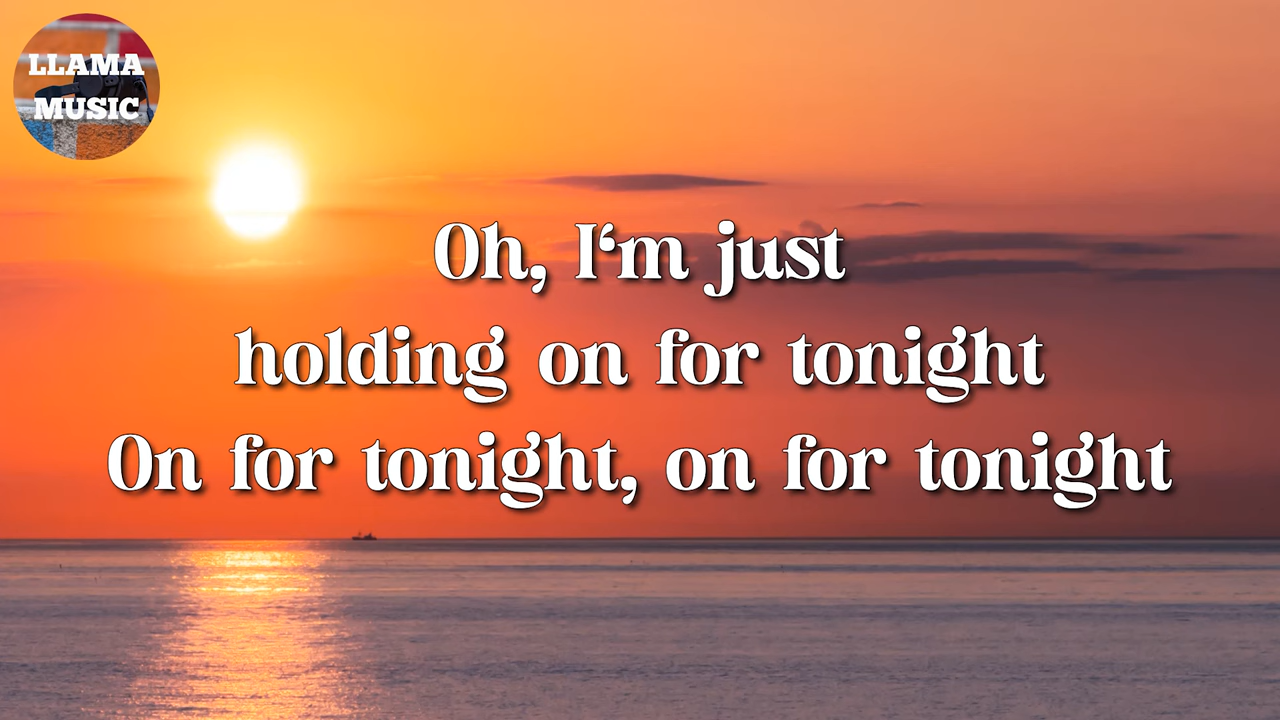 LLAMA
MUSIC
Oh, I‘m just
holding on for tonight
On for tonight, on for tonight